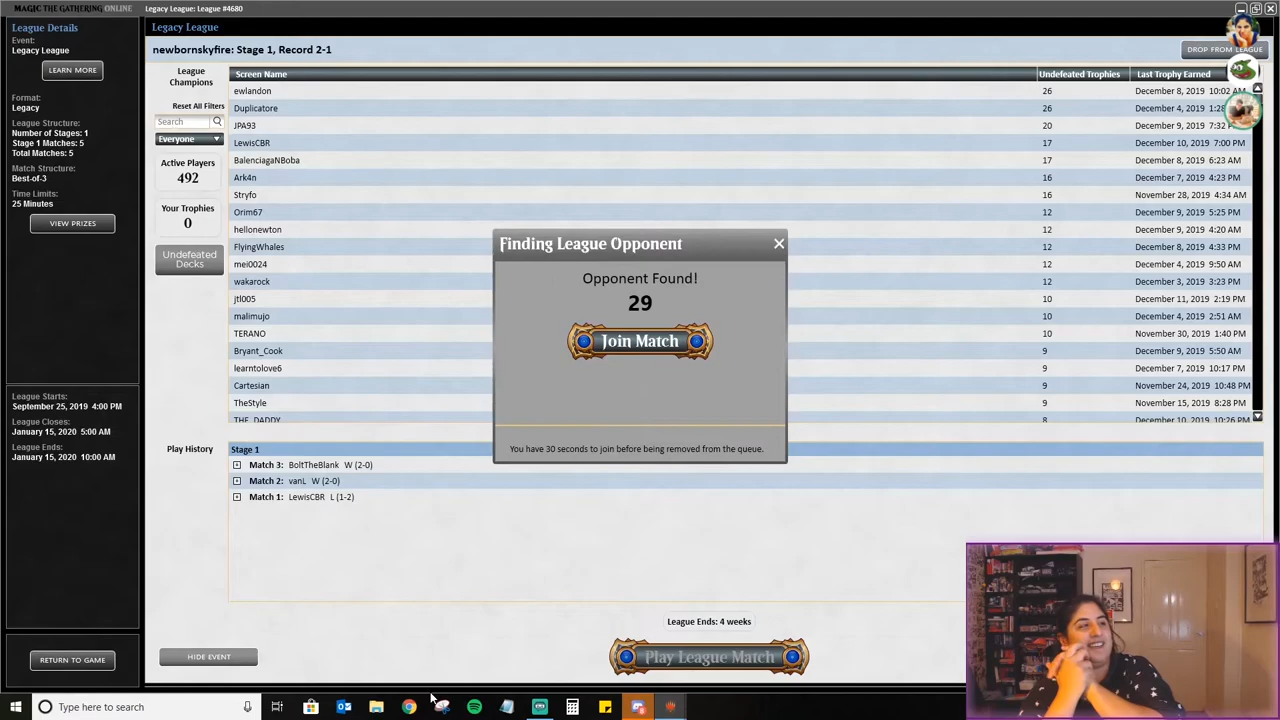 MAGIC THE GATHERING ONLINE
Legacy League: League #4680
League Details
Event:
Legacy League
LEARN MORE
Format:
Legacy
League Structure:
Number of Stages: 1
Stage 1 Matches: 5
Total Matches: 5
Match Structure:
Best-of-3
Time Limits:
25 Minutes
VIEW PRIZES
League Starts:
September 25, 2019 4:00 PM
League Closes:
January 15, 2020 5:00 AM
League Ends:
January 15, 2020 10:00 AM
RETURN TO GAME
Legacy League
newbornskyfire: Stage 1, Record 2-1
DROP FROM LEAGUE
League Champions
Reset All Filters
Search
Everyone
Active Players
492
Your Trophies
0
Undefeated Decks
Screen Name Undefeated Trophies Last Trophy Earned
ewlandon 26 December 8, 2019 10:02 AM
Duplicatore 26 December 4, 2019 1:28
JPA93 20 December 9, 2019 7:32
LewisCBR 17 December 10, 2019 7:00 PM
BalenciagaNBoba 17 December 8, 2019 6:23 AM
Ark4n 16 December 7, 2019 4:23 PM
Stryfo 16 November 28, 2019 4:34 AM
Orim67 12 December 9, 2019 5:25 PM
hellonewton 12 December 9, 2019 4:20 AM
FlyingWhales 12 December 8, 2019 4:33 PM
mei0024 12 December 4, 2019 9:50 AM
wakarock 12 December 3, 2019 3:23 PM
jtl005 10 December 11, 2019 2:19 PM
malimujo 10 December 4, 2019 2:51 AM
TERANO 10 November 30, 2019 1:40 PM
Bryant_Cook 9 December 9, 2019 5:50 AM
learntolove6 9 December 7, 2019 10:17 PM
Cartesian 9 November 24, 2019 10:48 PM
TheStyle 9 November 15, 2019 8:28 PM
THE_DADDY 8 December 10, 2019 10:26 PM
Finding League Opponent
Opponent Found!
29
Join Match
You have 30 seconds to join before being removed from the queue.
Play History
Stage 1
Match 3: BoltTheBlank W (2-0)
Match 2: vanL W (2-0)
Match 1: LewisCBR L (1-2)
League Ends: 4 weeks
HIDE EVENT
Play League Match
Type here to search